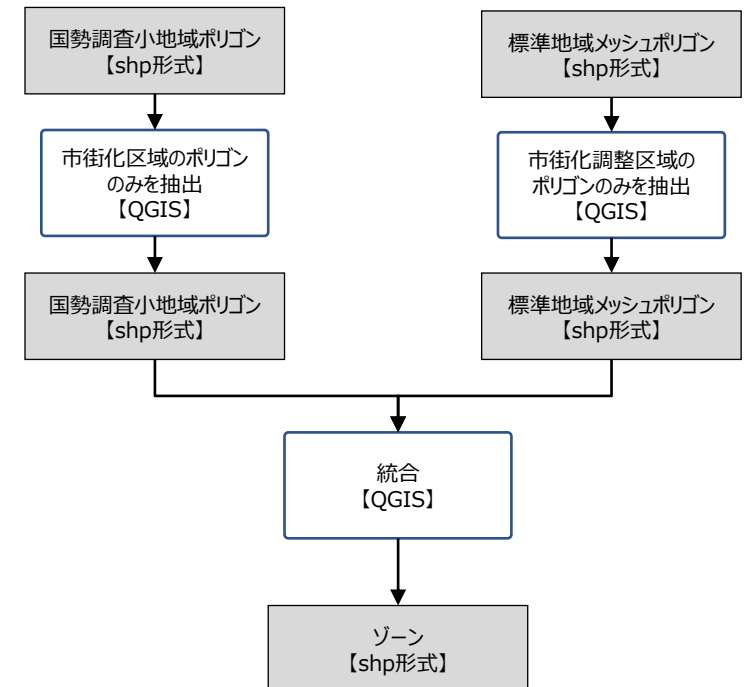 国勢調査小地域ポリゴン
【shp形式】
標準地域メッシュポリゴン
【shp形式】
市街化区域のポリゴン
のみを抽出
【QGIS】
市街化調整区域の
ポリゴンのみを抽出
【QGIS】
国勢調査小地域ポリゴン
【shp形式】
標準地域メッシュポリゴン
【shp形式】
統合
【QGIS】
ゾーン
【shp形式】